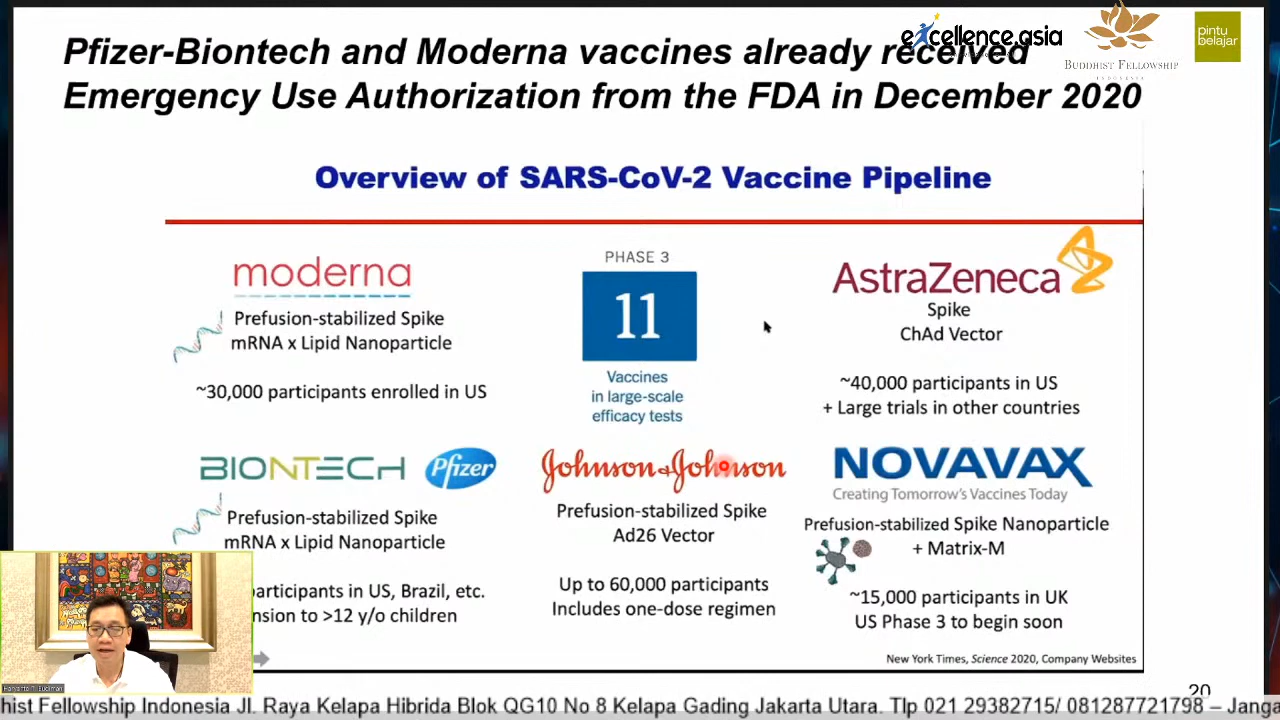 Pfizer-Biontech and Moderna vaccines already received
Emergency Use Authorization from the FDA in December 2020
excellence.asia
BUDDHIST FELLOWSHIP
INDONESIA
pintu
belajar
Overview of SARS-CoV-2 Vaccine Pipeline
moderna
Prefusion-stabilized Spike
mRNA x Lipid Nanoparticle
~30,000 participants enrolled in US
PHASE 3
11
Vaccines
in large-scale
efficacy tests
AstraZeneca
Spike
ChAd Vector
~40,000 participants in US
+ Large trials in other countries
BIONTECH Pfizer
Prefusion-stabilized Spike
mRNA x Lipid Nanoparticle
participants in US, Brazil, etc.
nsion to >12 y/o children
Johnson & Johnson
Prefusion-stabilized Spike
Ad26 Vector
Up to 60,000 participants
Includes one-dose regimen
NOVAVAX
Creating Tomorrow's Vaccines Today
Prefusion-stabilized Spike Nanoparticle
+ Matrix-M
~15,000 participants in UK
US Phase 3 to begin soon
New York Times, Science 2020, Company Websites
20
hist Fellowship Indonesia Jl. Raya Kelapa Hibrida Blok QG10 No 8 Kelapa Gading Jakarta Utara. Tlp 021 29382715/ 081287721798 – Janga